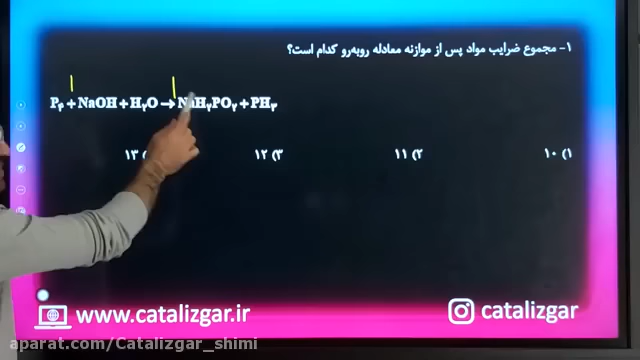 ۱- مجموع ضرایب مواد پس از موازنه معادله روبه‌رو کدام است؟
P۴ + NaOH + H۲O → NaH۲PO۲ + PH۳
۱) ۱۰ ۲) ۱۱ ۳) ۱۲ ) ۱۳
www.catalizgar.ir catalizgar
aparat.com/Catalizgar_shimi